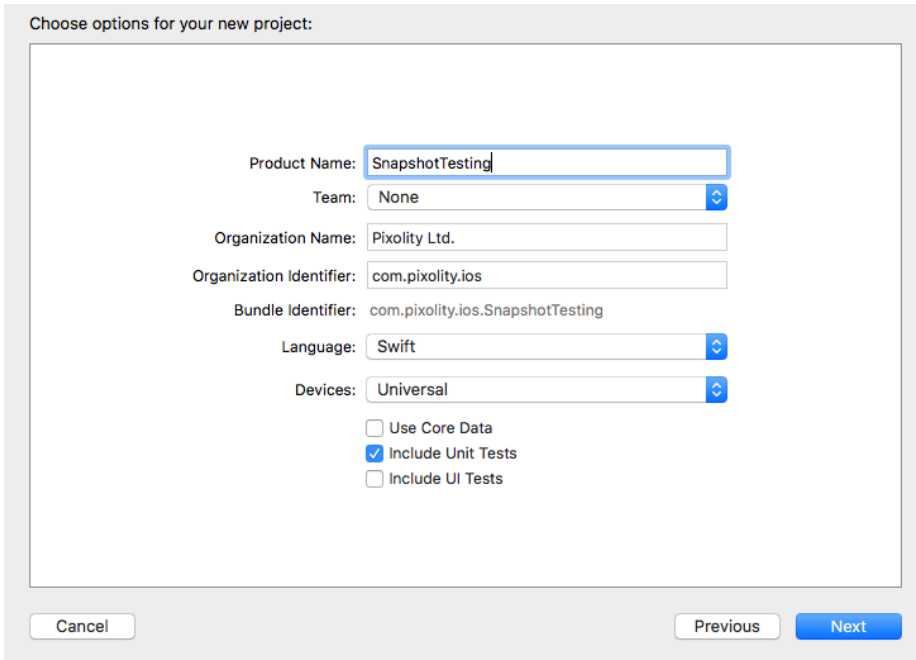 Choose options for your new project:
Product Name: SnapshotTesting
Team: None
Organization Name: Pixolity Ltd.
Organization Identifier: com.pixolity.ios
Bundle Identifier: com.pixolity.ios.SnapshotTesting
Language: Swift
Devices: Universal
Use Core Data
Include Unit Tests
Include UI Tests
Cancel Previous Next